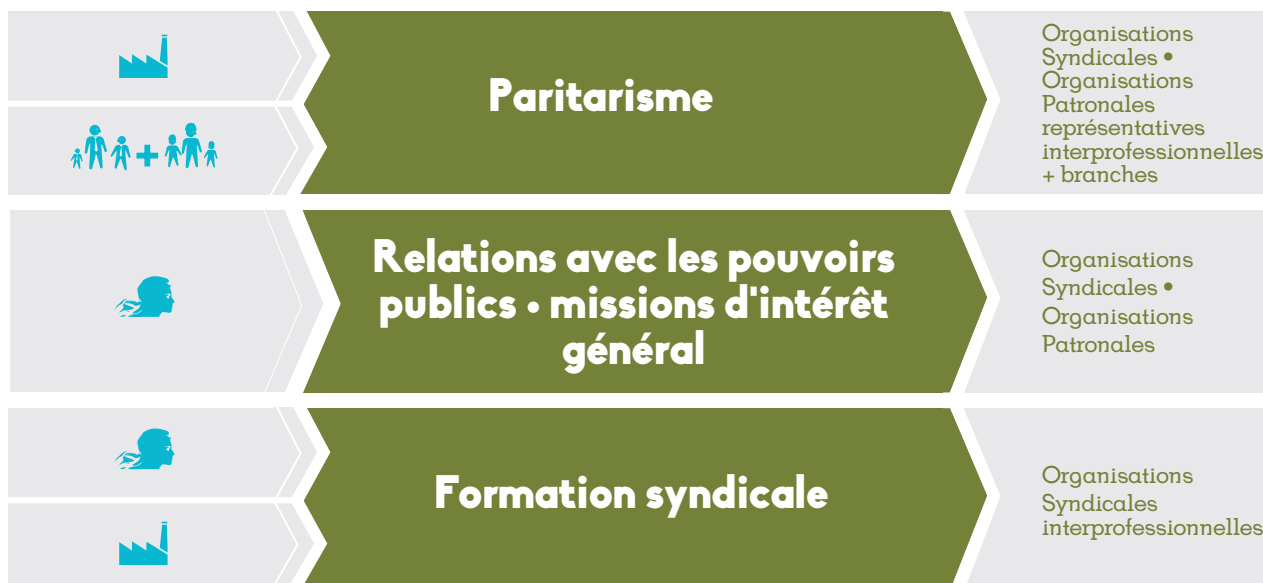 Paritarisme
Organisations
Syndicales •
Organisations
Patronales
représentatives
interprofessionnelles
+ branches
Relations avec les pouvoirs
publics • missions d'intérêt
général
Organisations
Syndicales •
Organisations
Patronales
Formation syndicale
Organisations
Syndicales
interprofessionnelles